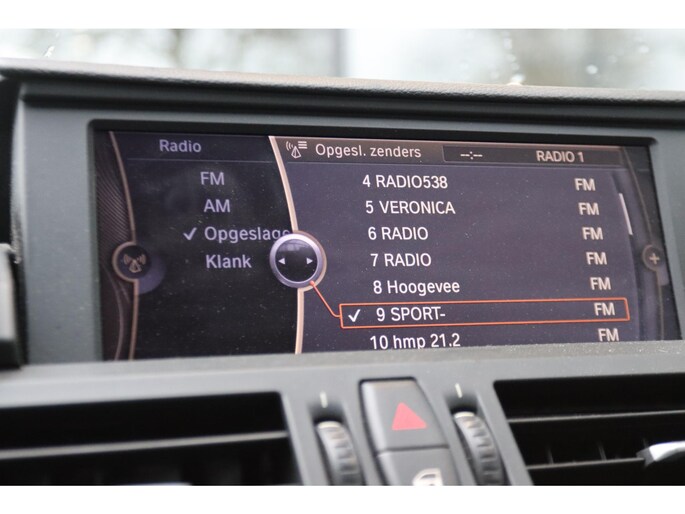 Radio
FM
AM
✓ Opgeslage
Klank
Opgesl. zenders --:-- RADIO 1
4 RADIO538 FM
5 VERONICA FM
6 RADIO FM
7 RADIO FM
8 Hoogevee FM
✓ 9 SPORT- FM
10 hmp 21.2 FM